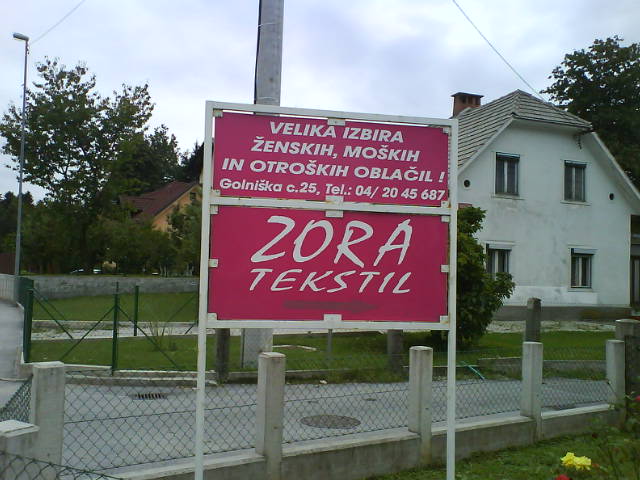 VELIKA IZBIRA
ŽENSKIH, MOŠKIH
IN OTROŠKIH OBLAČIL !
Golniška c.25, Tel.: 04/ 20 45 687
ZORA
TEKSTIL